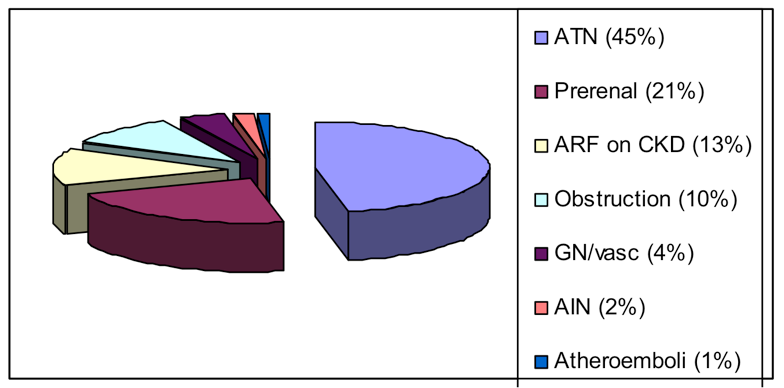 ATN (45%)
Prerenal (21%)
ARF on CKD (13%)
Obstruction (10%)
GN/vasc (4%)
AIN (2%)
Atheroemboli (1%)